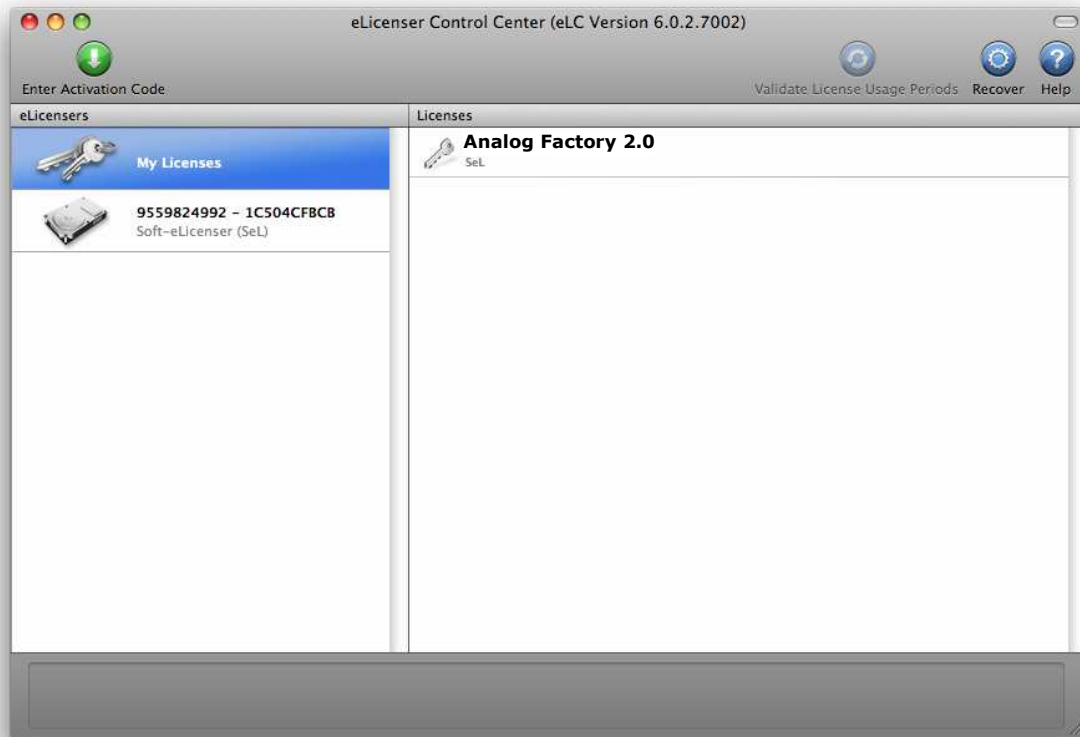 eLicenser Control Center (eLC Version 6.0.2.7002)
Enter Activation Code
Validate License Usage Periods
Recover
Help
eLicensers
Licenses
My Licenses
9559824992 - 1C504CFBCB
Soft-eLicenser (SeL)
Analog Factory 2.0
SeL